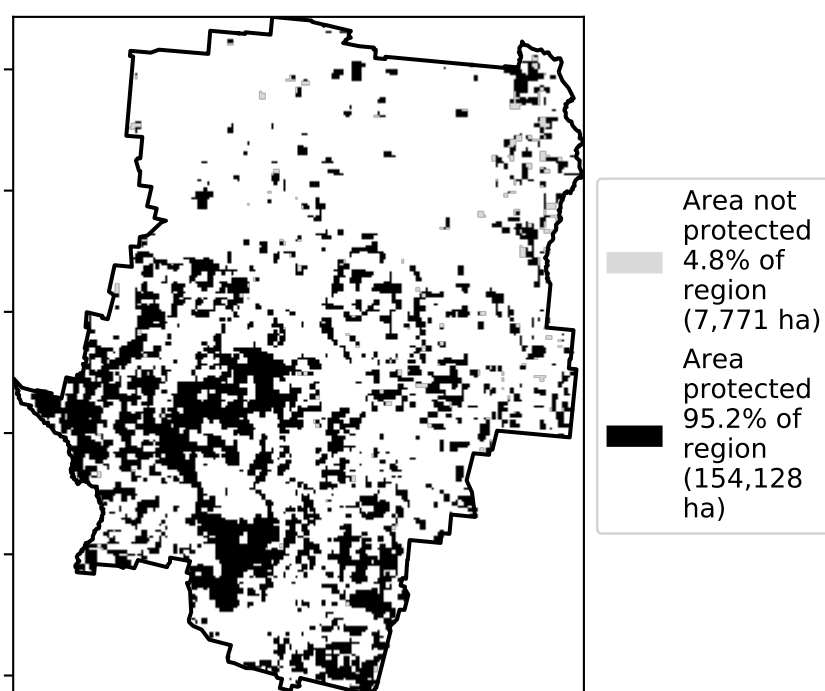 Area not
protected
4.8% of
region
(7,771 ha)
Area
protected
95.2% of
region
(154,128
ha)